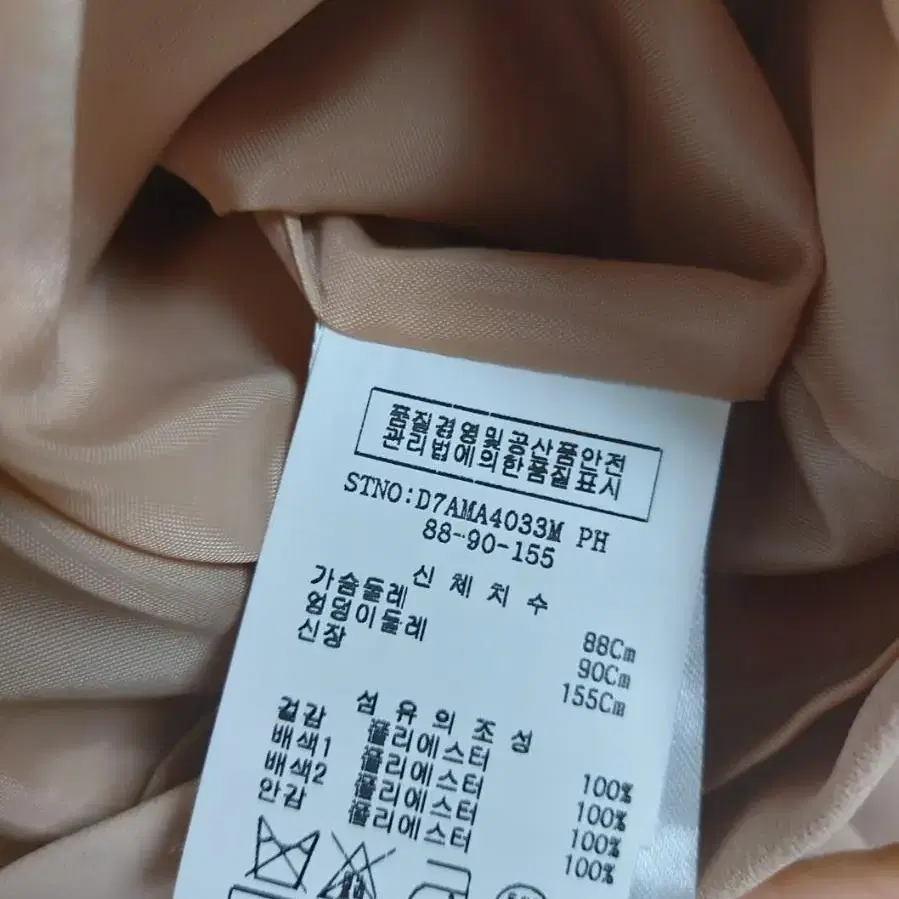 품질경영및공산품안전
관리법에의한품질표시
STNO:D7AMA4033M PH
88-90-155
신 체 치 수
가슴둘레 88Cm
엉덩이둘레 90Cm
신장 155Cm
섬 유 의 조 성
겉감 폴리에스터 100%
배색1 폴리에스터 100%
배색2 폴리에스터 100%
안감 폴리에스터 100%